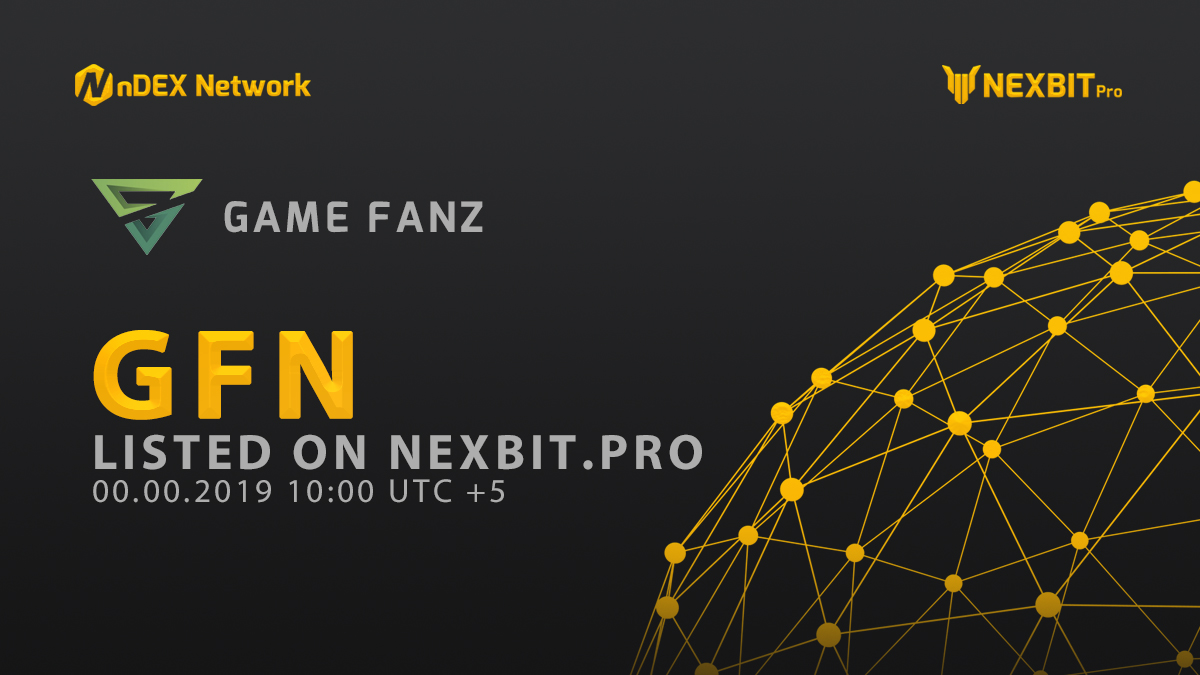 nDEX Network
NEXBIT Pro
GAME FANZ
GFN
LISTED ON NEXBIT.PRO
00.00.2019 10:00 UTC +5